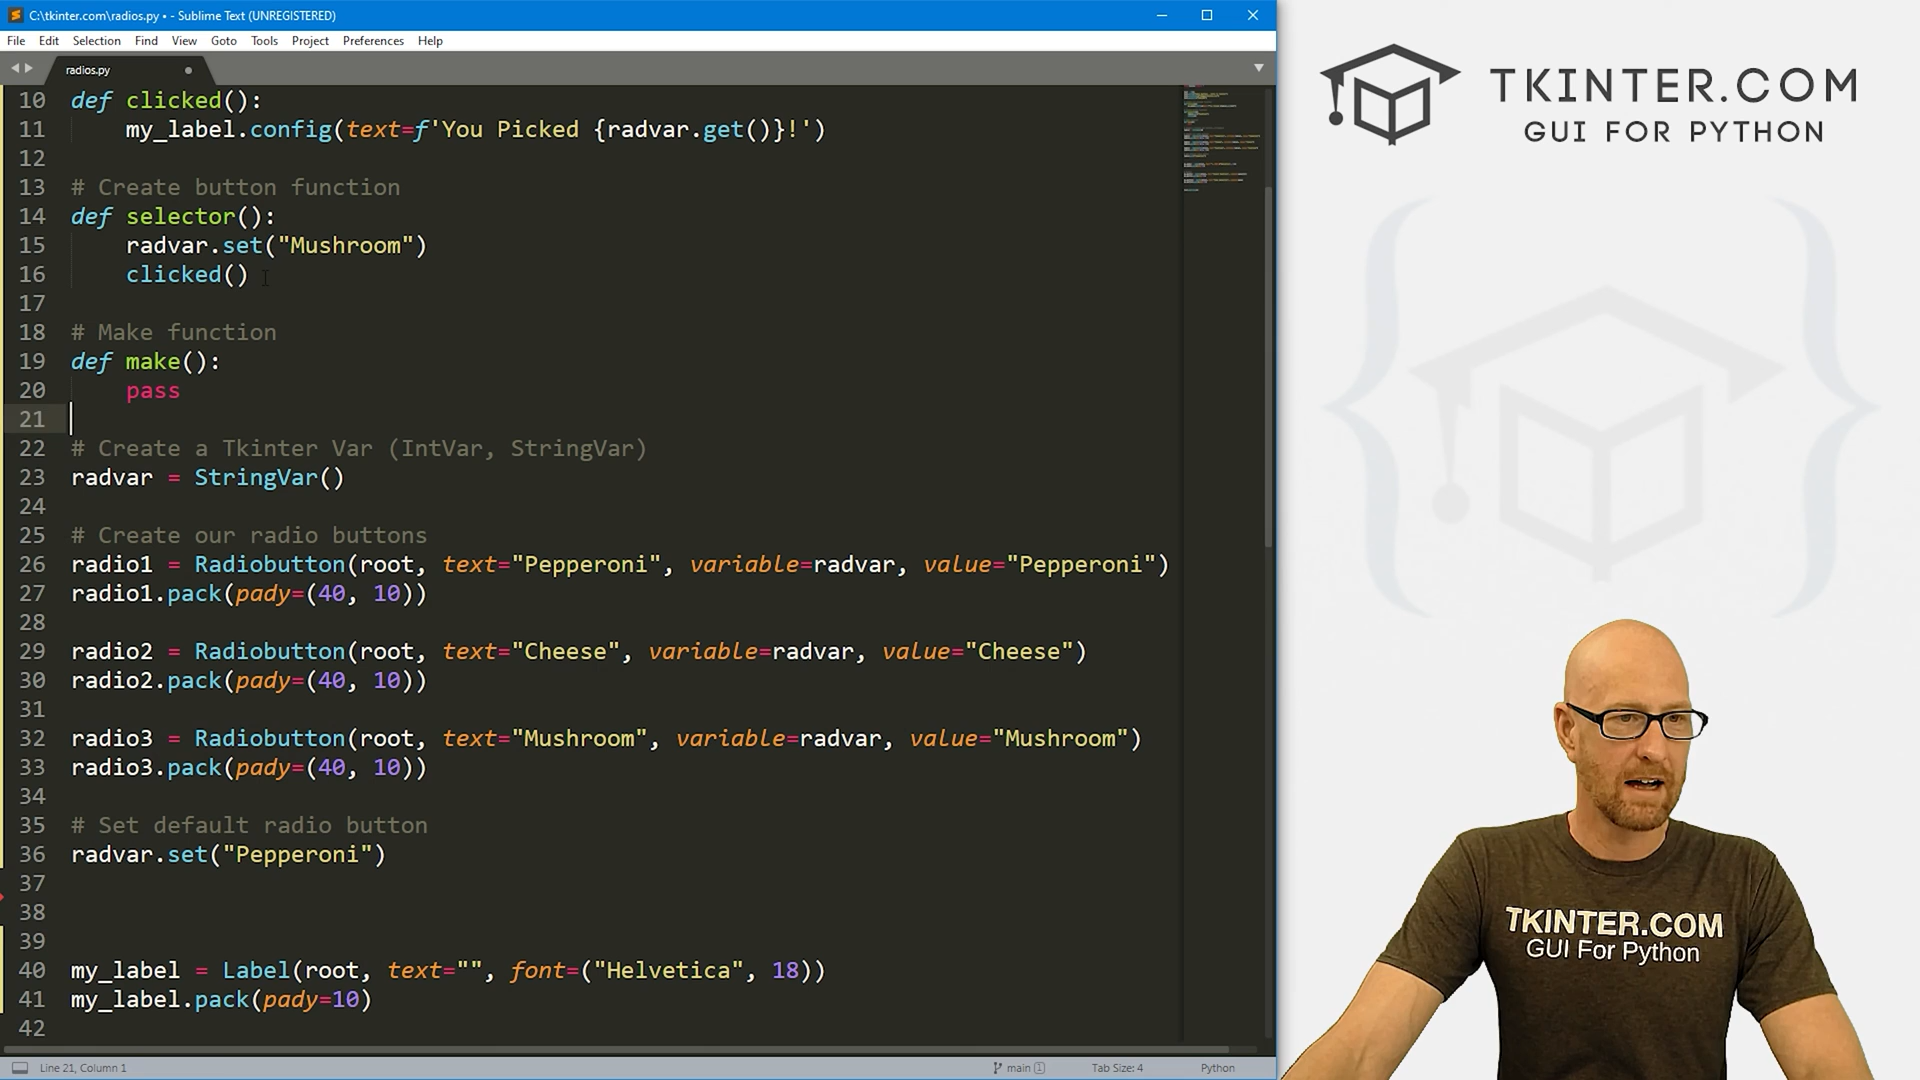 C:\tkinter.com\radios.py • - Sublime Text (UNREGISTERED)
File Edit Selection Find View Goto Tools Project Preferences Help
radios.py
10 def clicked():
11 my_label.config(text=f'You Picked {radvar.get()}!')
12
13 # Create button function
14 def selector():
15 radvar.set("Mushroom")
16 clicked()
17
18 # Make function
19 def make():
20 pass
21
22 # Create a Tkinter Var (IntVar, StringVar)
23 radvar = StringVar()
24
25 # Create our radio buttons
26 radio1 = Radiobutton(root, text="Pepperoni", variable=radvar, value="Pepperoni")
27 radio1.pack(pady=(40, 10))
28
29 radio2 = Radiobutton(root, text="Cheese", variable=radvar, value="Cheese")
30 radio2.pack(pady=(40, 10))
31
32 radio3 = Radiobutton(root, text="Mushroom", variable=radvar, value="Mushroom")
33 radio3.pack(pady=(40, 10))
34
35 # Set default radio button
36 radvar.set("Pepperoni")
37
38
39
40 my_label = Label(root, text="", font=("Helvetica", 18))
41 my_label.pack(pady=10)
42
Line 21, Column 1
main 1
Tab Size: 4
Python
TKINTER.COM
GUI FOR PYTHON
TKINTER.COM
GUI For Python